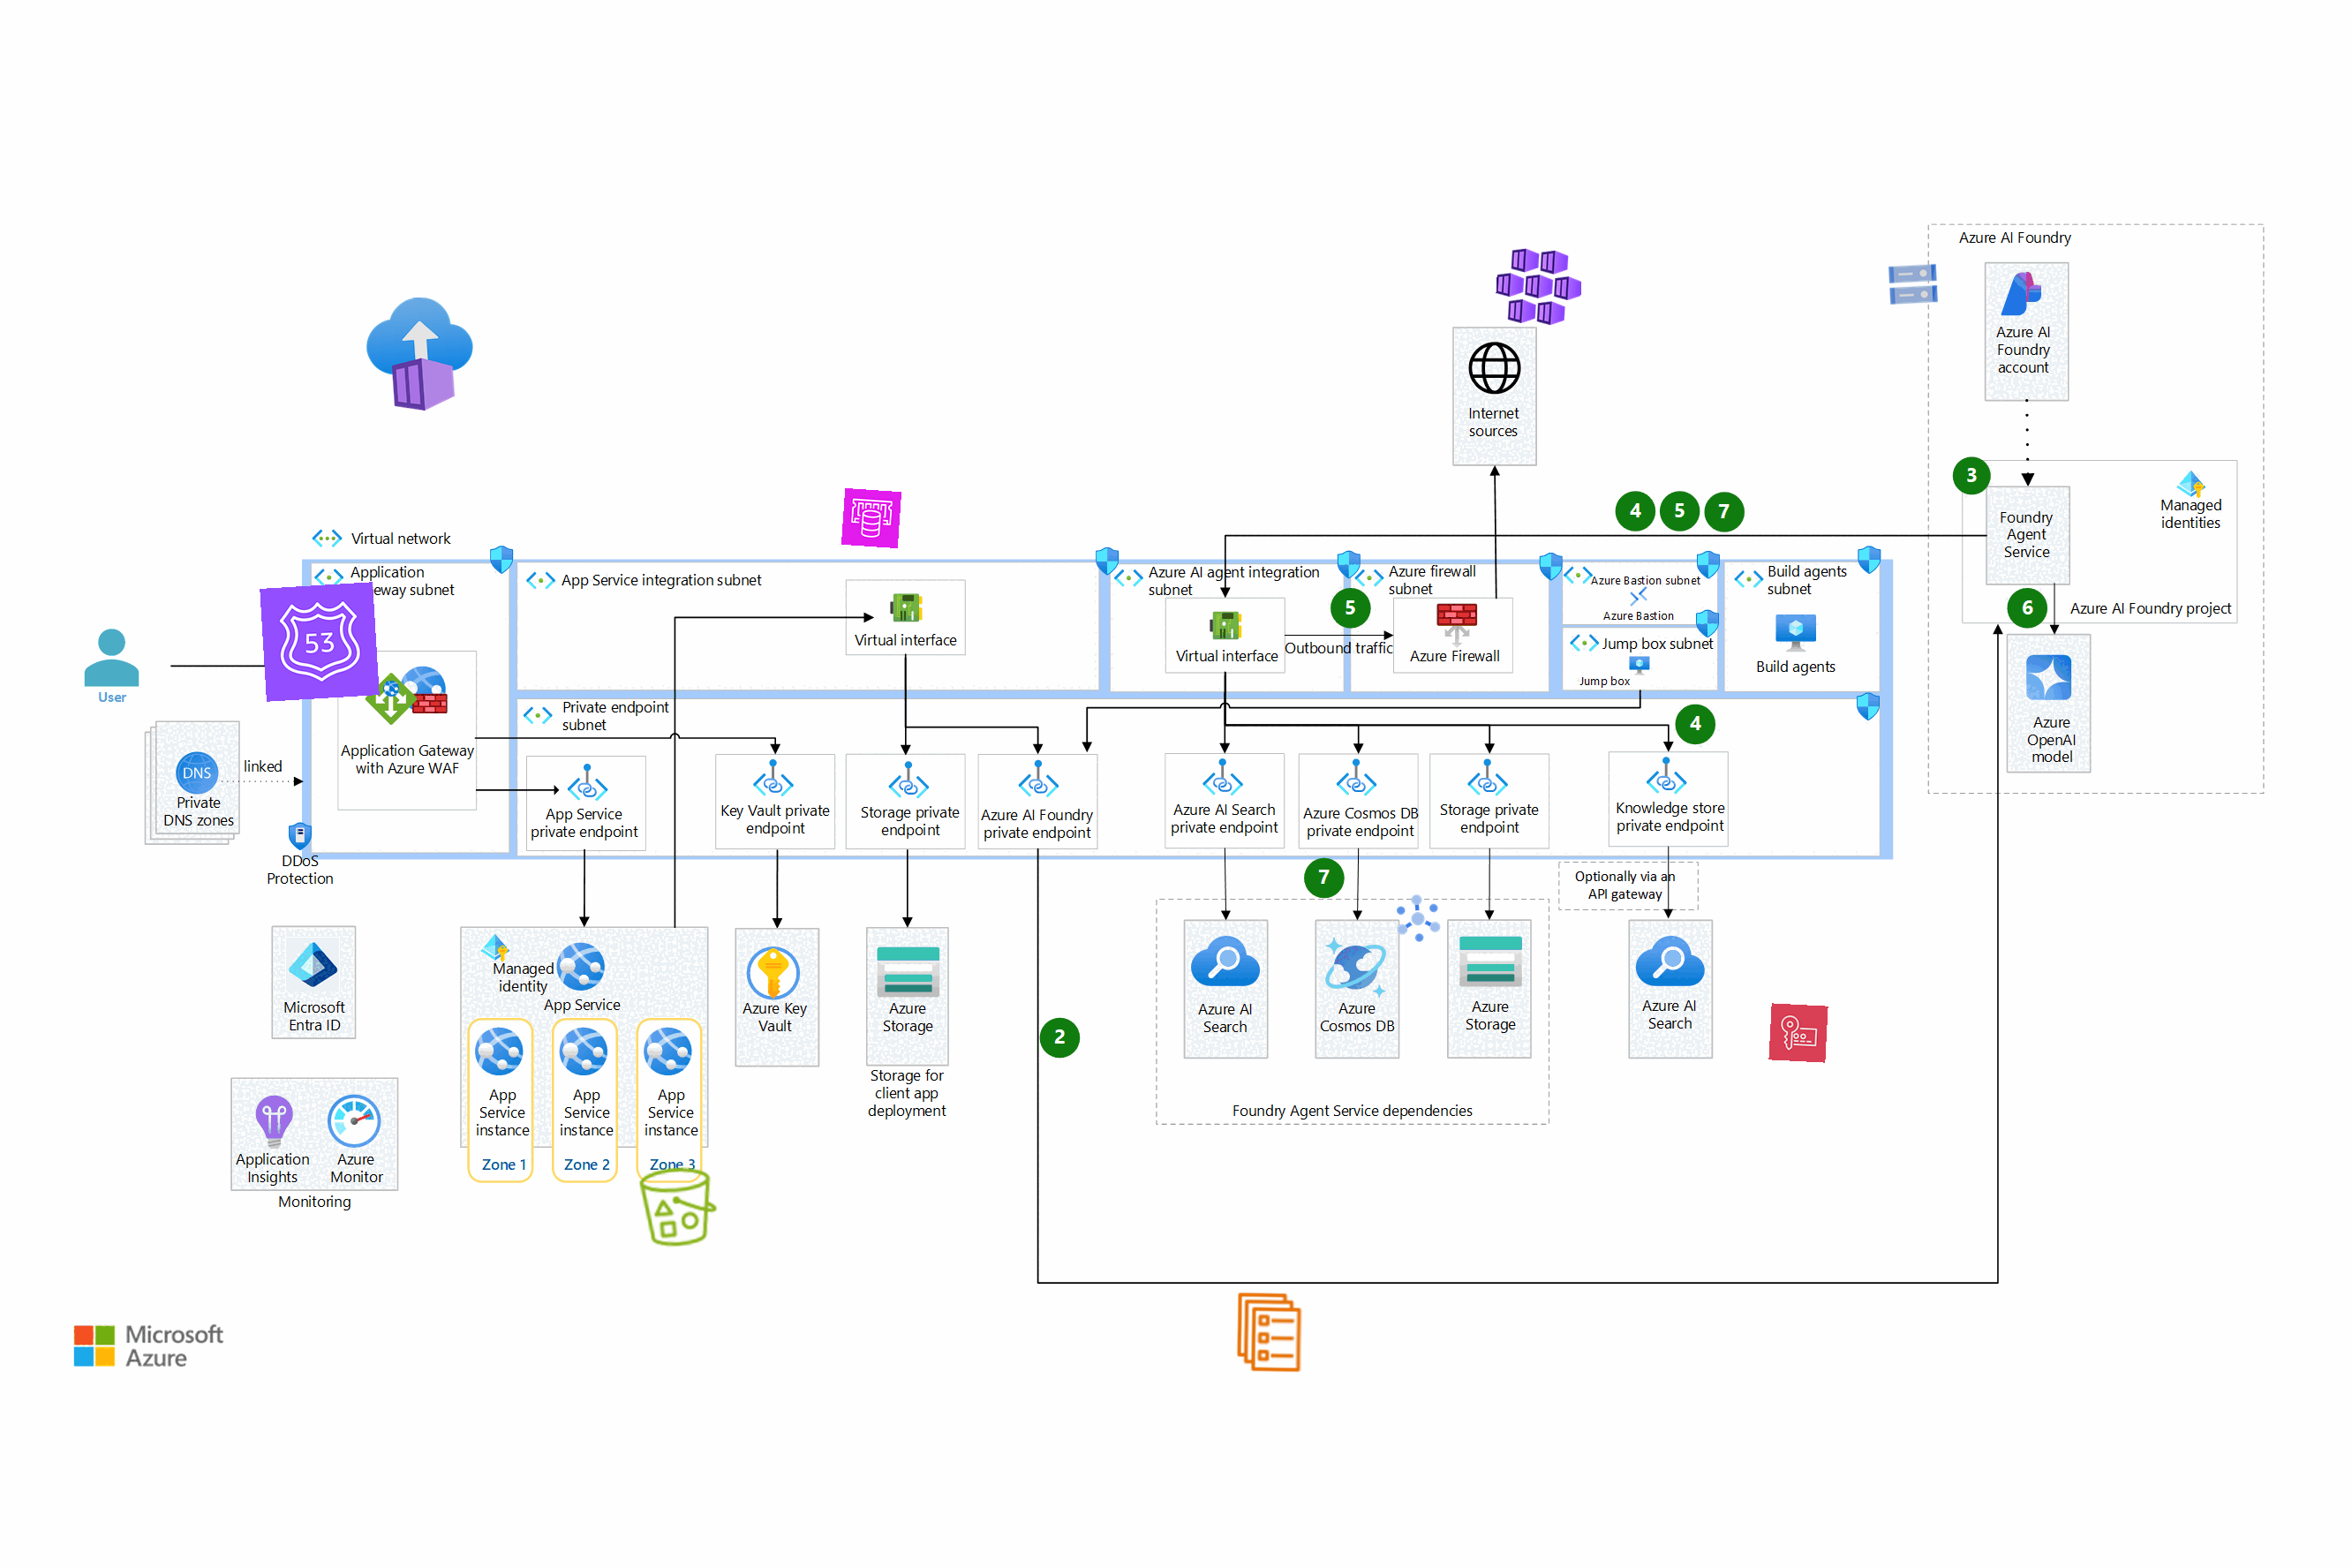 Azure AI Foundry
Azure AI
Foundry
account
Internet
sources
3
Managed
identities
Foundry
Agent
Service
4
5
7
Virtual network
Application
eway subnet
App Service integration subnet
Virtual interface
Azure AI agent integration
subnet
Azure firewall
subnet
Azure Bastion subnet
Azure Bastion
Build agents
subnet
5
Virtual interface
Outbound traffic
Azure Firewall
Jump box subnet
Jump box
Build agents
6
Azure AI Foundry project
Azure
OpenAI
model
53
User
Application Gateway
with Azure WAF
Private endpoint
subnet
4
DNS
Private
DNS zones
linked
DDoS
Protection
App Service
private endpoint
Key Vault private
endpoint
Storage private
endpoint
Azure AI Foundry
private endpoint
Azure AI Search
private endpoint
Azure Cosmos DB
private endpoint
Storage private
endpoint
Knowledge store
private endpoint
7
Optionally via an
API gateway
Microsoft
Entra ID
Managed
identity
App Service
Azure Key
Vault
Azure
Storage
Storage for
client app
deployment
2
Azure AI
Search
Azure
Cosmos DB
Azure
Storage
Azure AI
Search
Foundry Agent Service dependencies
App
Service
instance
Zone 1
App
Service
instance
Zone 2
App
Service
instance
Zone 3
Application
Insights
Azure
Monitor
Monitoring
Microsoft
Azure